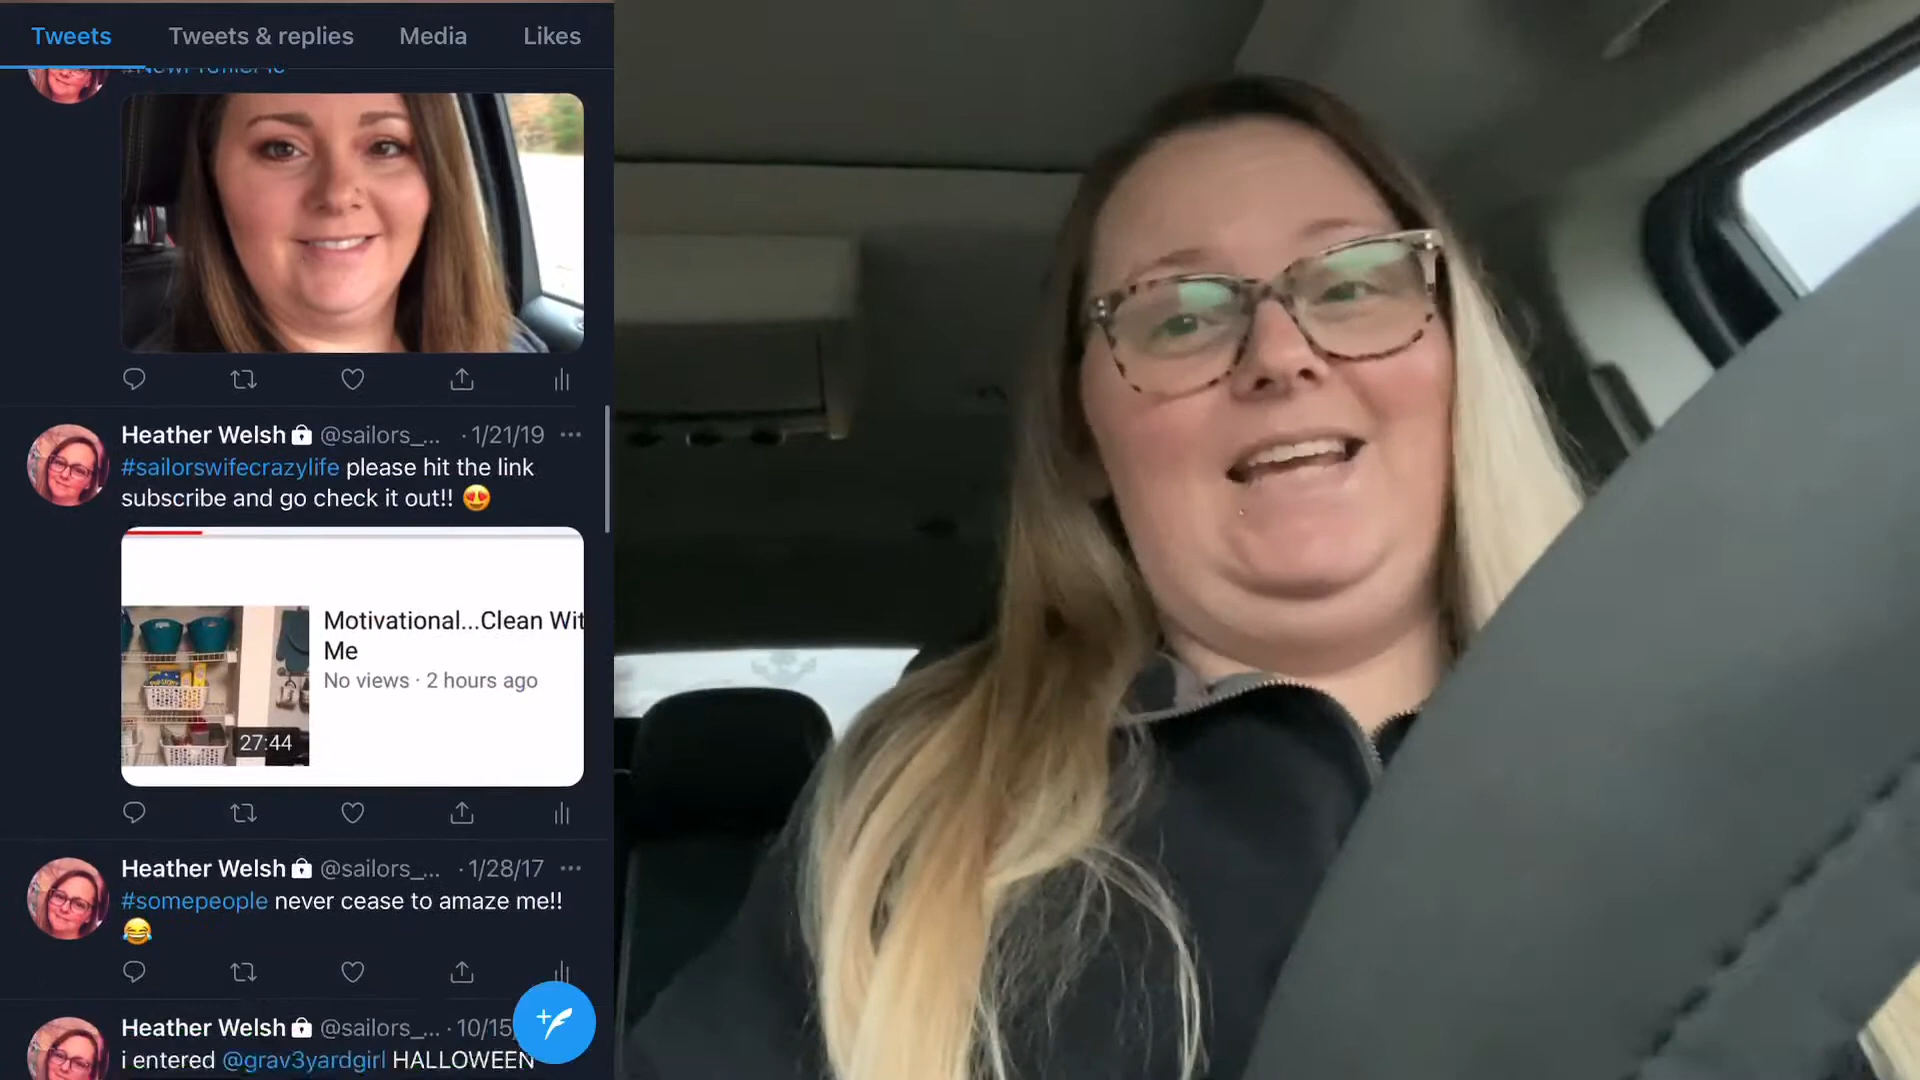 Tweets Tweets & replies Media Likes
Heather Welsh @sailors_... · 1/21/19
#sailorswifecrazylife please hit the link
subscribe and go check it out!! 😍
Motivational...Clean Wit
Me
No views · 2 hours ago
27:44
Heather Welsh @sailors_... · 1/28/17
#somepeople never cease to amaze me!!
😂
Heather Welsh @sailors_... · 10/15
i entered @grav3yardgirl HALLOWEEN